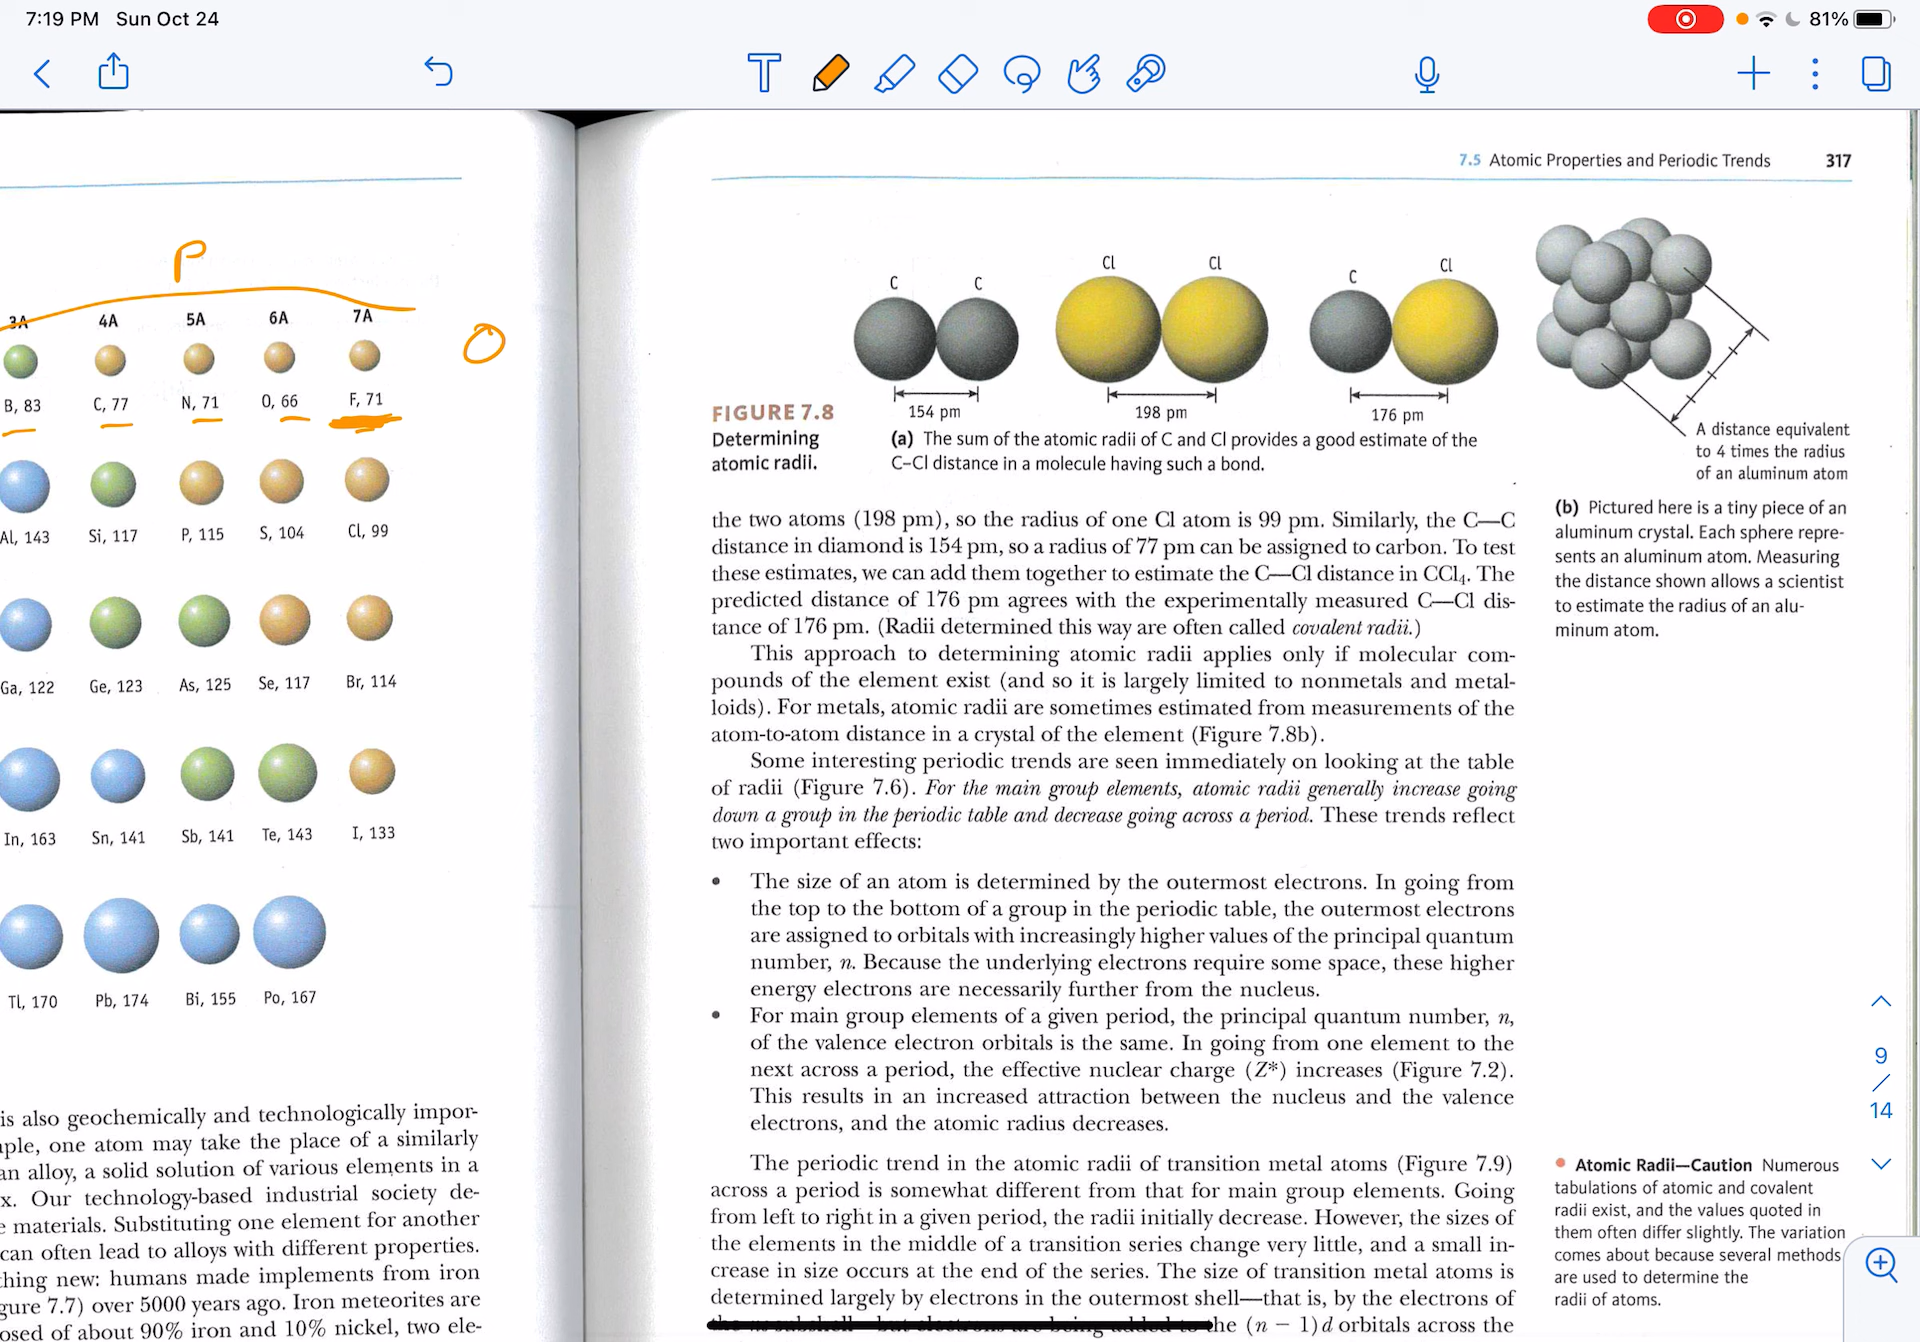 7:19 PM Sun Oct 24
81%
7.5 Atomic Properties and Periodic Trends 317
P
3A 4A 5A 6A 7A
B, 83 C, 77 N, 71 O, 66 F, 71
Al, 143 Si, 117 P, 115 S, 104 Cl, 99
Ga, 122 Ge, 123 As, 125 Se, 117 Br, 114
In, 163 Sn, 141 Sb, 141 Te, 143 I, 133
Tl, 170 Pb, 174 Bi, 155 Po, 167
is also geochemically and technologically impor-
one atom may take the place of a similarly
an alloy, a solid solution of various elements in a
x. Our technology-based industrial society de-
materials. Substituting one element for another
can often lead to alloys with different properties.
thing new: humans made implements from iron
gure 7.7) over 5000 years ago. Iron meteorites are
osed of about 90% iron and 10% nickel, two ele-
C C Cl Cl C Cl
154 pm 198 pm 176 pm
FIGURE 7.8
Determining
atomic radii.
(a) The sum of the atomic radii of C and Cl provides a good estimate of the
C–Cl distance in a molecule having such a bond.
A distance equivalent
to 4 times the radius
of an aluminum atom
(b) Pictured here is a tiny piece of an
aluminum crystal. Each sphere repre-
sents an aluminum atom. Measuring
the distance shown allows a scientist
to estimate the radius of an alu-
minum atom.
the two atoms (198 pm), so the radius of one Cl atom is 99 pm. Similarly, the C—C
distance in diamond is 154 pm, so a radius of 77 pm can be assigned to carbon. To test
these estimates, we can add them together to estimate the C—Cl distance in CCl₄. The
predicted distance of 176 pm agrees with the experimentally measured C—Cl dis-
tance of 176 pm. (Radii determined this way are often called covalent radii.)
This approach to determining atomic radii applies only if molecular com-
pounds of the element exist (and so it is largely limited to nonmetals and metal-
loids). For metals, atomic radii are sometimes estimated from measurements of the
atom-to-atom distance in a crystal of the element (Figure 7.8b).
Some interesting periodic trends are seen immediately on looking at the table
of radii (Figure 7.6). For the main group elements, atomic radii generally increase going
down a group in the periodic table and decrease going across a period. These trends reflect
two important effects:
• The size of an atom is determined by the outermost electrons. In going from
the top to the bottom of a group in the periodic table, the outermost electrons
are assigned to orbitals with increasingly higher values of the principal quantum
number, n. Because the underlying electrons require some space, these higher
energy electrons are necessarily further from the nucleus.
• For main group elements of a given period, the principal quantum number, n,
of the valence electron orbitals is the same. In going from one element to the
next across a period, the effective nuclear charge (Z*) increases (Figure 7.2).
This results in an increased attraction between the nucleus and the valence
electrons, and the atomic radius decreases.
The periodic trend in the atomic radii of transition metal atoms (Figure 7.9)
across a period is somewhat different from that for main group elements. Going
from left to right in a given period, the radii initially decrease. However, the sizes of
the elements in the middle of a transition series change very little, and a small in-
crease in size occurs at the end of the series. The size of transition metal atoms is
determined largely by electrons in the outermost shell—that is, by the electrons of
the (n − 1)d orbitals across the
• Atomic Radii—Caution Numerous
tabulations of atomic and covalent
radii exist, and the values quoted in
them often differ slightly. The variation
comes about because several methods
are used to determine the
radii of atoms.
9
/
14